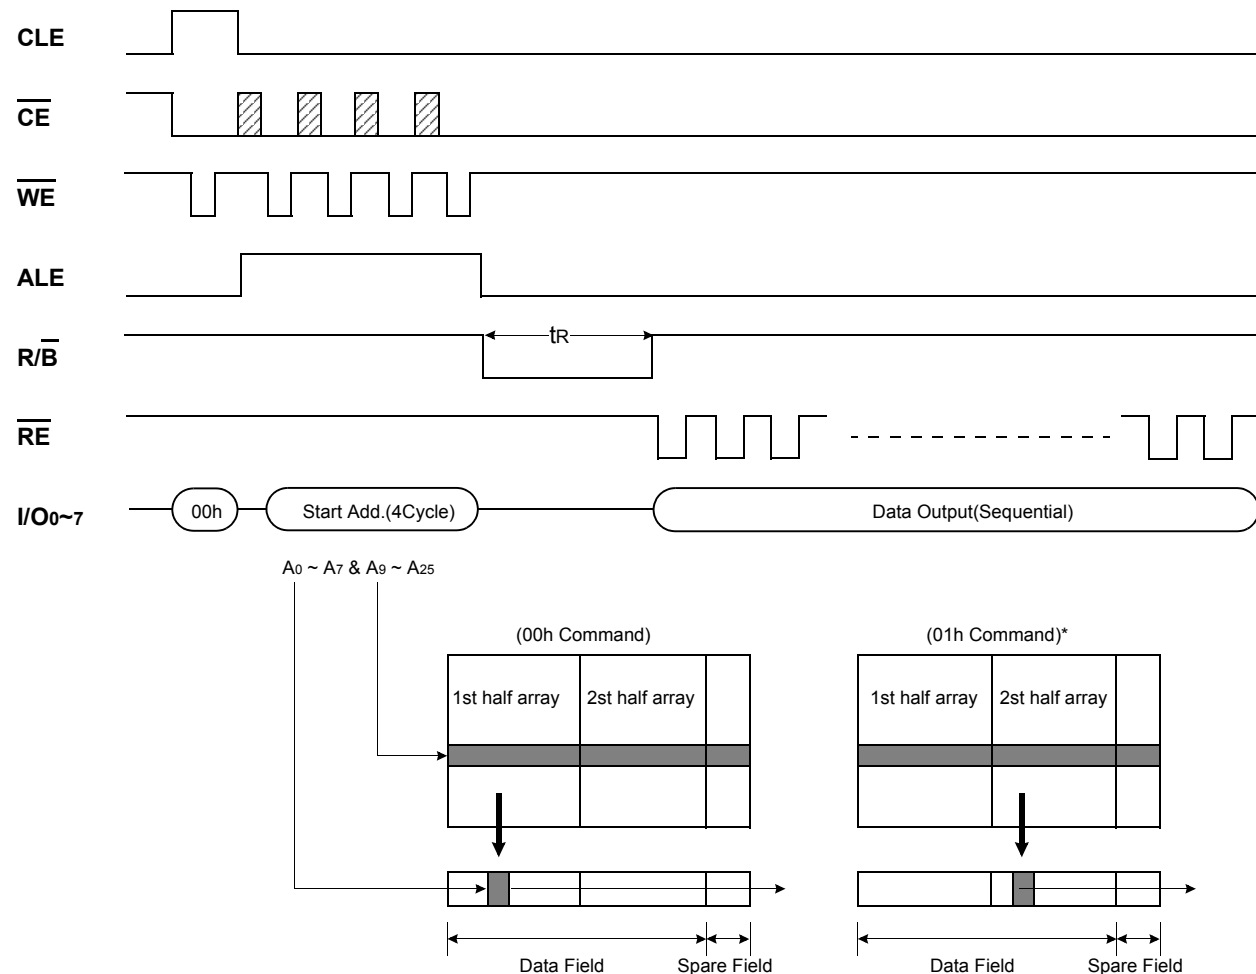 CLE
CE
WE
ALE
R/B
tR
RE
I/O0~7
00h
Start Add.(4Cycle)
Data Output(Sequential)
A0 ~ A7 & A9 ~ A25
(00h Command)
(01h Command)*
1st half array
2st half array
1st half array
2st half array
Data Field
Spare Field
Data Field
Spare Field